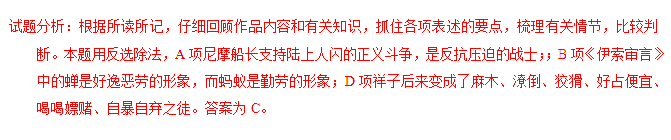 试题分析：根据所读所记，仔细回顾作品内容和有关知识，抓住各项表述的要点，梳理有关情节，比较判
断。本题用反选除法，A 项尼摩船长支持陆上人闪的正义斗争，是反抗压迫的战士；；B 项《伊索宙言》
中的蝉是好逸恶劳的形象，而蚂蚁是勤劳的形象；D 项祥子后来变成了麻木、潦倒、狡猾、好占便宜、
喝喝嫖赌、自暴自弃之徒。答案为 C。